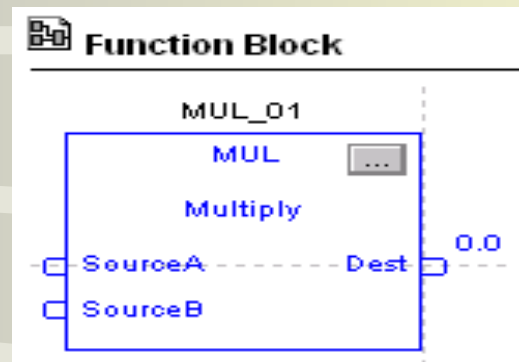 Function Block
MUL_01
MUL
...
Multiply
0.0
SourceA Dest
SourceB